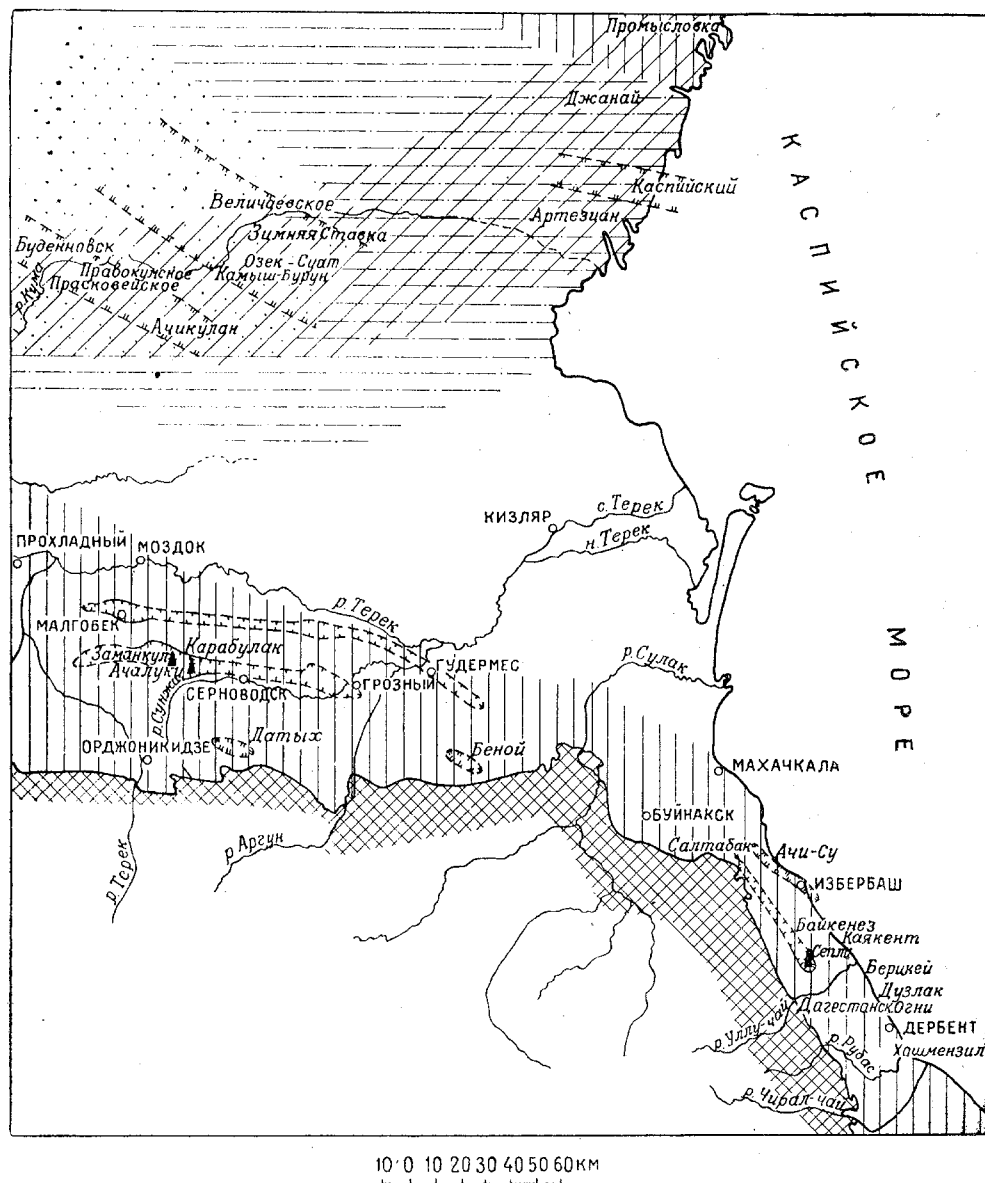 Промысловка
Джанай
КАСПИЙСКОЕ МОРЕ
Каспийский
Величаевское
Артезиан
Зимняя Ставка
Буденновск
Озек-Суат
Правокумское
Камыш-Бурун
Прасковейское
р.Кума
Ачикулак
КИЗЛЯР
с.Терек
н.Терек
ПРОХЛАДНЫЙ
МОЗДОК
р.Терек
МАЛГОБЕК
Заманкул
Карабулак
Ачалуки
р.Сунжа
СЕРНОВОДСК
ГРОЗНЫЙ
ГУДЕРМЕС
р.Сулак
ОРДЖОНИКИДЗЕ
Датых
Беной
МАХАЧКАЛА
БУЙНАКСК
р.Терек
р.Аргун
Салтабак
Ачи-Су
ИЗБЕРБАШ
Байкенез
Каякент
Берикей
Дузлак
Дагестанск.огни
ДЕРБЕНТ
р.Уллу-чай
р.Рубас
Хошмензил
р.Чирал-чай
10 0 10 20 30 40 50 60 КМ